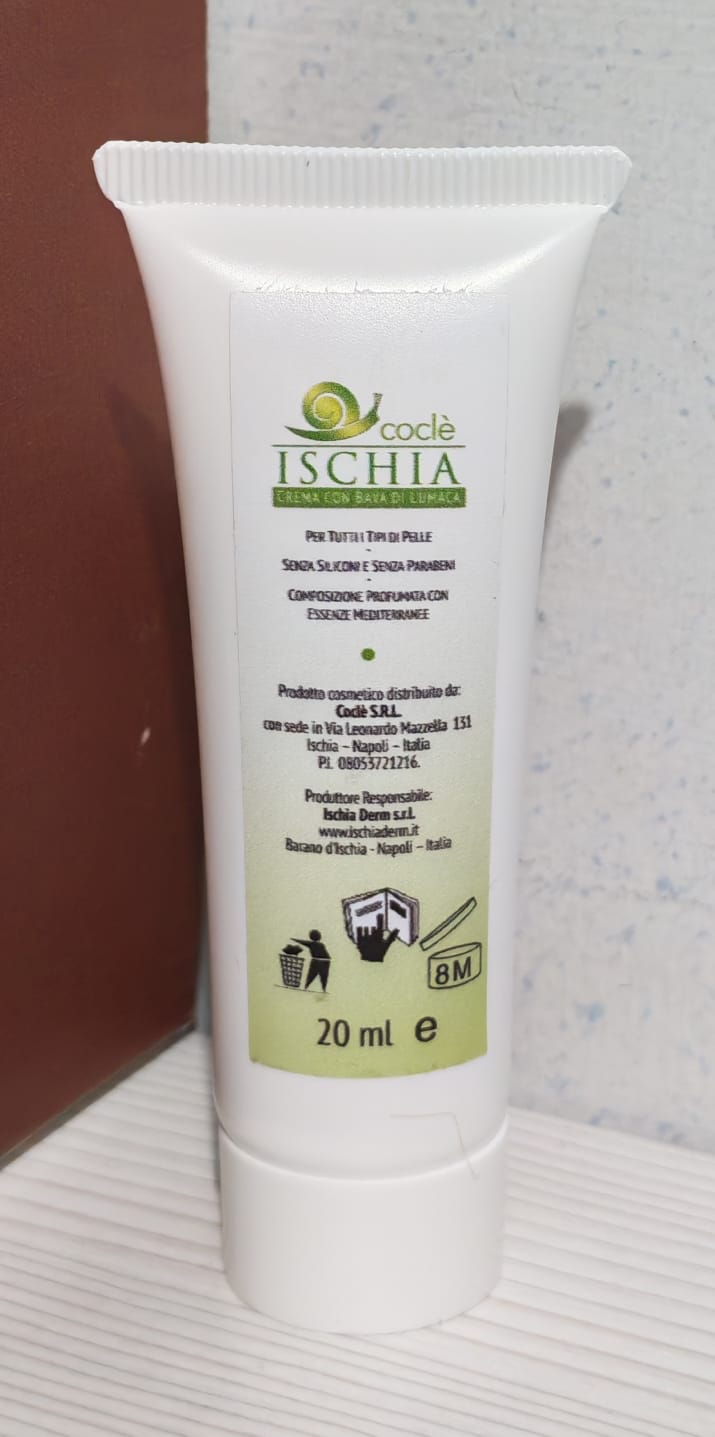 coclè
ISCHIA
CREMA CON BAVA DI LUMACA
PER TUTTI I TIPI DI PELLE
-
SENZA SILICONI E SENZA PARABENI
-
COMPOSIZIONE PROFUMATA CON
ESSENZE MEDITERRANEE
Prodotto cosmetico distribuito da:
Coclè S.R.L.
con sede in Via Leonardo Mazzella 131
Ischia – Napoli – Italia
P.I. 08053721216.
Produttore Responsabile:
Ischia Derm s.r.l.
www.ischiaderm.it
Barano d'Ischia - Napoli – Italia
8M
20 ml e